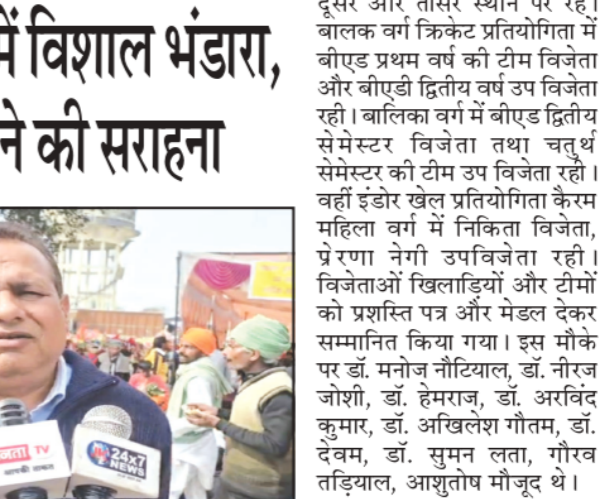 में विशाल भंडारा,
ने की सराहना
जनता TV
आपकी ताकत
24x7
NEWS
दूसरे और तीसरे स्थान पर रहे।
बालक वर्ग क्रिकेट प्रतियोगिता में
बीएड प्रथम वर्ष की टीम विजेता
और बीएडी द्वितीय वर्ष उप विजेता
रही। बालिका वर्ग में बीएड द्वितीय
सेमेस्टर विजेता तथा चतुर्थ
सेमेस्टर की टीम उप विजेता रही।
वहीं इंडोर खेल प्रतियोगिता कैरम
महिला वर्ग में निकिता विजेता,
प्रेरणा नेगी उपविजेता रही।
विजेताओं खिलाड़ियों और टीमों
को प्रशस्ति पत्र और मेडल देकर
सम्मानित किया गया। इस मौके
पर डॉ. मनोज नौटियाल, डॉ. नीरज
जोशी, डॉ. हेमराज, डॉ. अरविंद
कुमार, डॉ. अखिलेश गौतम, डॉ.
देवम, डॉ. सुमन लता, गौरव
तड़ियाल, आशुतोष मौजूद थे।